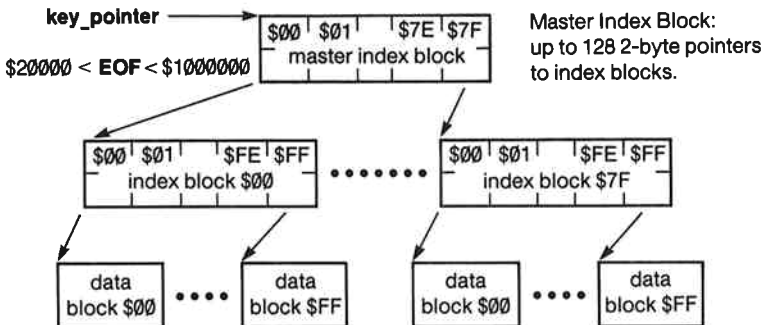 key_pointer
$00 $01 $7E $7F
master index block
Master Index Block:
up to 128 2-byte pointers
to index blocks.
$20000 < EOF < $1000000
$00 $01 $FE $FF
index block $00
$00 $01 $FE $FF
index block $7F
data
block $00
data
block $FF
data
block $00
data
block $FF